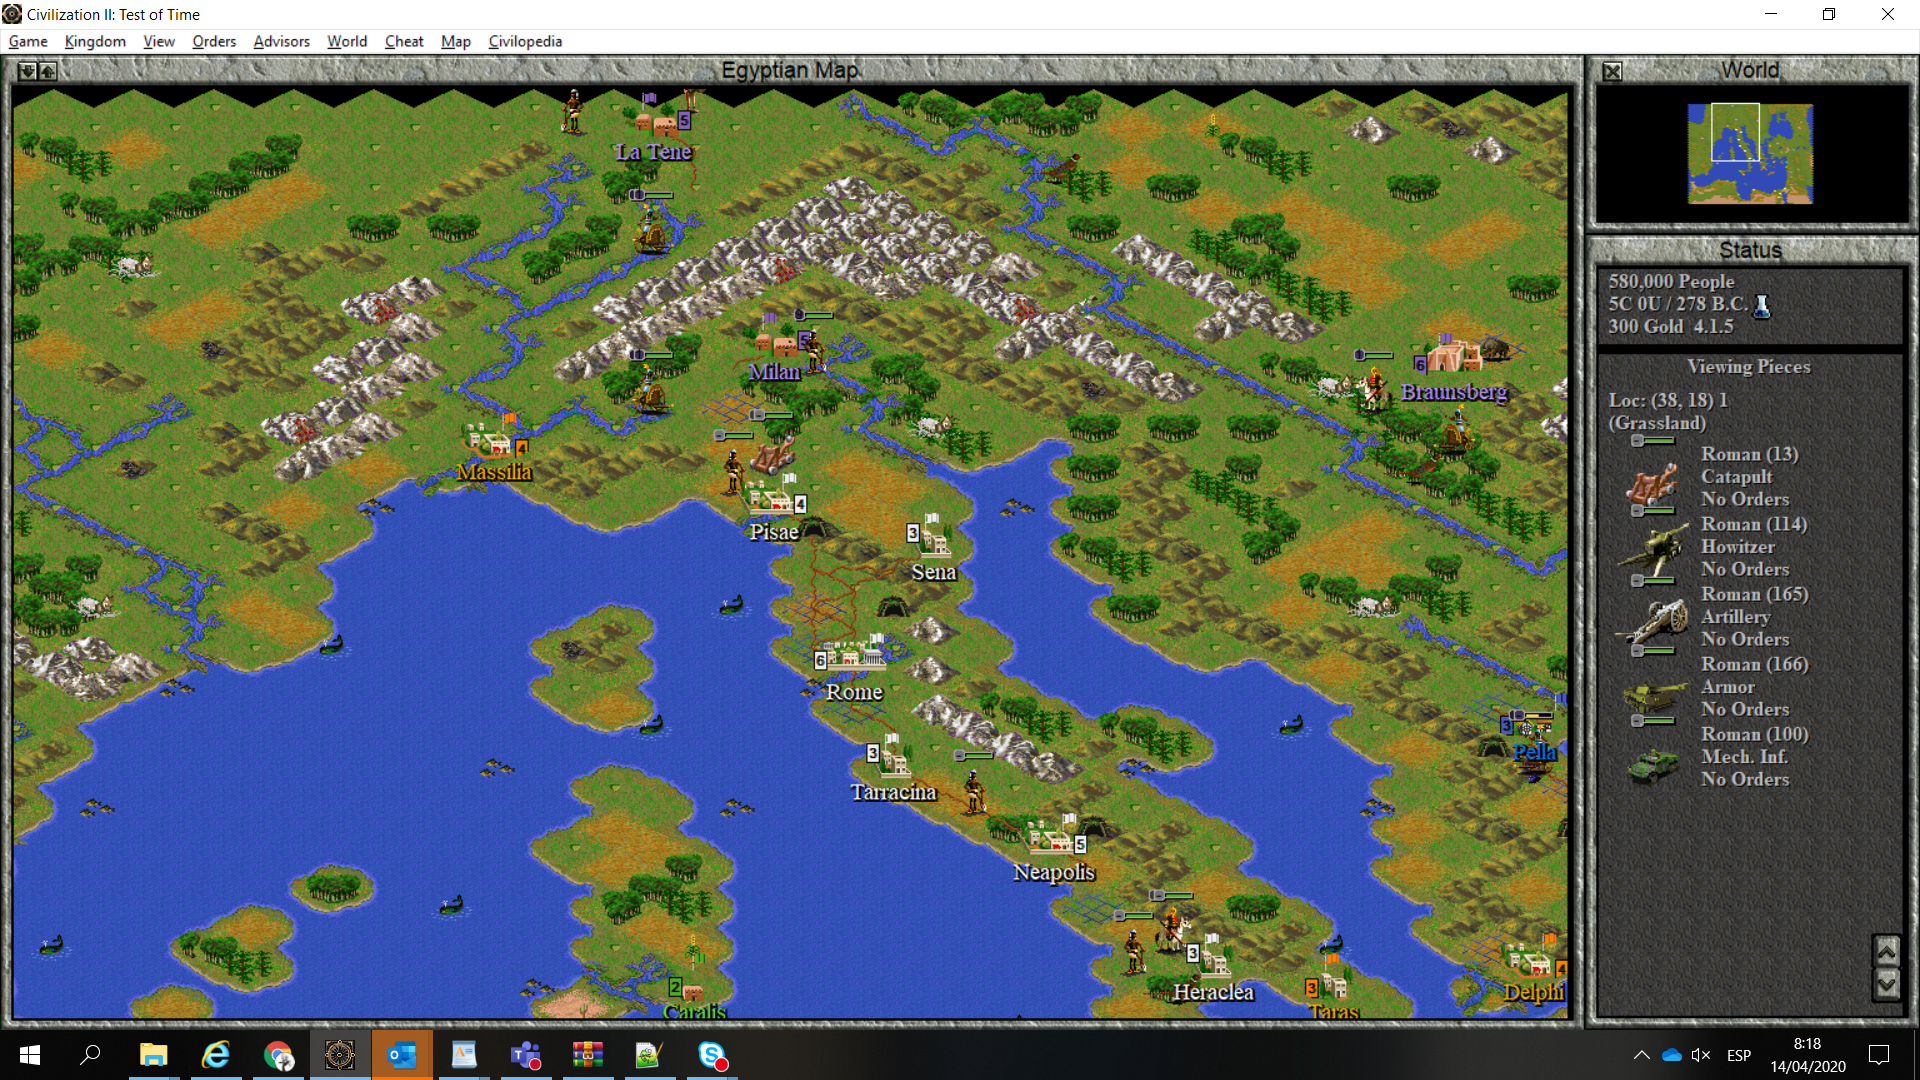 Civilization II: Test of Time
Game Kingdom View Orders Advisors World Cheat Map Civilopedia
Egyptian Map
World
5
La Tene
5
Milan
6
Braunsberg
4
Massilia
4
Pisae
3
Sena
6
Rome
3
Pella
3
Tarracina
5
Neapolis
3
Heraclea
4
Delphi
3
Taras
2
Caralis
Status
580,000 People
5C 0U / 278 B.C.
300 Gold 4.1.5
Viewing Pieces
Loc: (38, 18) 1
(Grassland)
Roman (13)
Catapult
No Orders
Roman (114)
Howitzer
No Orders
Roman (165)
Artillery
No Orders
Roman (166)
Armor
No Orders
Roman (100)
Mech. Inf.
No Orders
ESP
8:18
14/04/2020